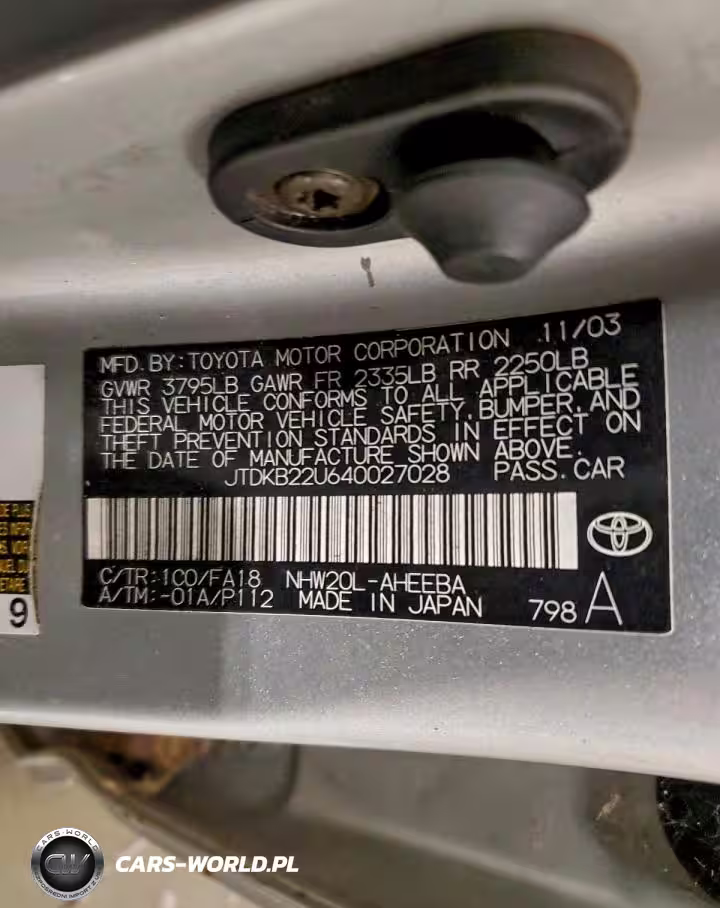 MFD.BY:TOYOTA MOTOR CORPORATION 11/03
GVWR 3795LB GAWR FR 2335LB RR 2250LB
THIS VEHICLE CONFORMS TO ALL APPLICABLE
FEDERAL MOTOR VEHICLE SAFETY,BUMPER,AND
THEFT PREVENTION STANDARDS IN EFFECT ON
THE DATE OF MANUFACTURE SHOWN ABOVE.
JTDKB22U640027028 PASS.CAR
C/TR:1C0/FA18 NHW20L-AHEEBA
A/TM:-01A/P112 MADE IN JAPAN 798 A
9
CARS-WORLD
CW
CARS-WORLD.PL